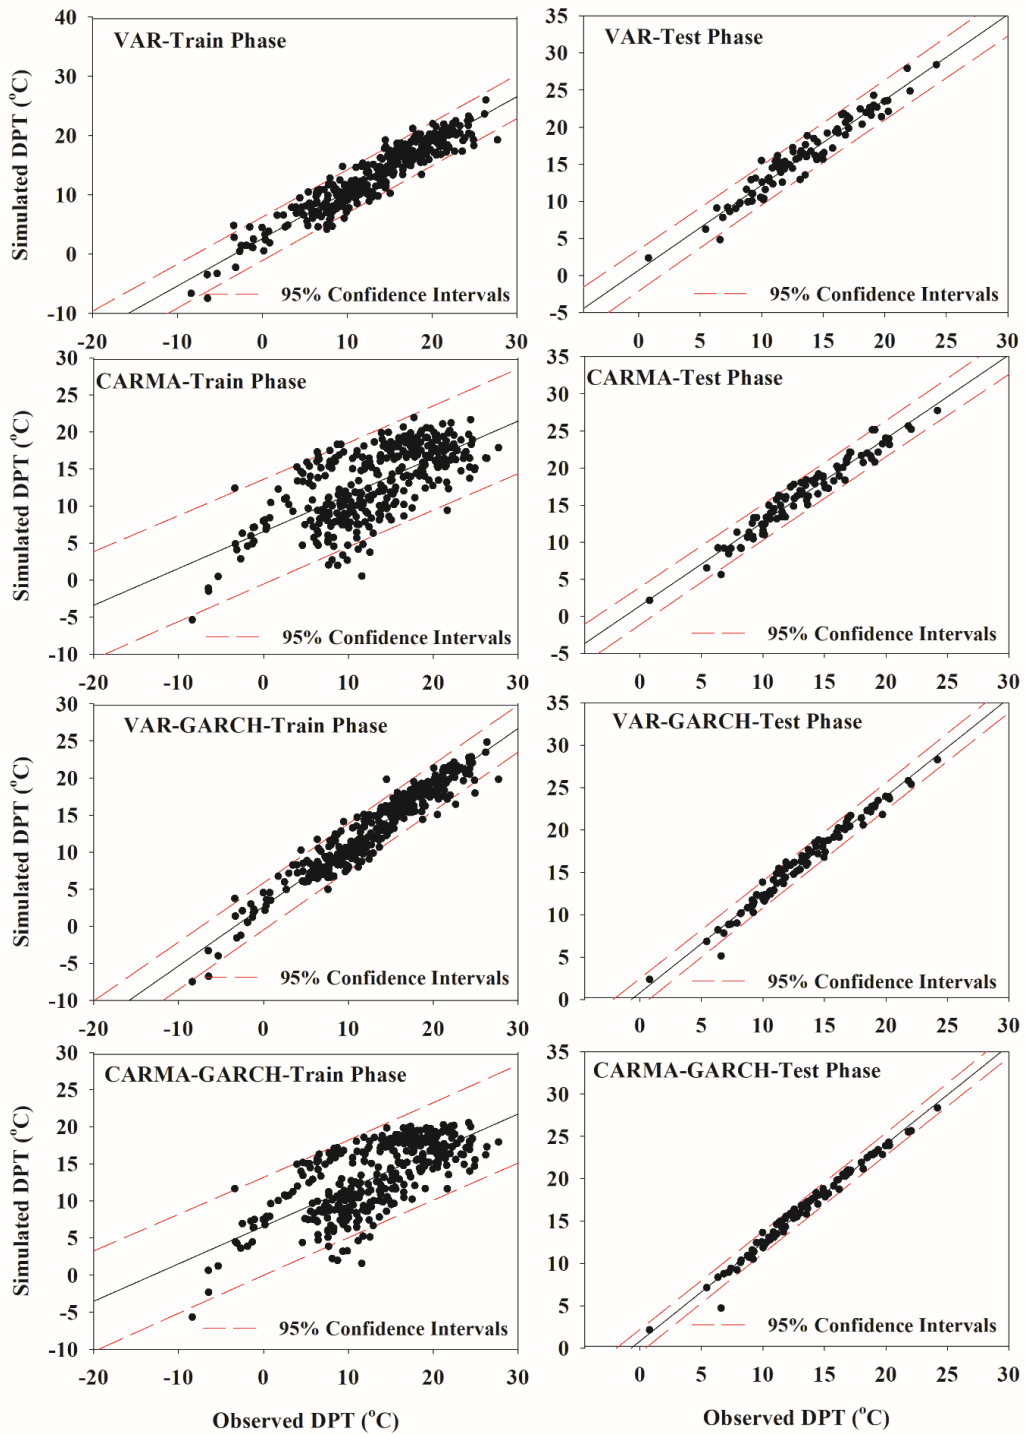 VAR-Train Phase
Simulated DPT (°C)
40
30
20
10
0
-10
-20 -10 0 10 20 30
95% Confidence Intervals
VAR-Test Phase
35
30
25
20
15
10
5
0
-5
0 5 10 15 20 25 30
95% Confidence Intervals
CARMA-Train Phase
Simulated DPT (°C)
30
25
20
15
10
5
0
-5
-10
-20 -10 0 10 20 30
95% Confidence Intervals
CARMA-Test Phase
35
30
25
20
15
10
5
0
-5
0 5 10 15 20 25 30
95% Confidence Intervals
VAR-GARCH-Train Phase
Simulated DPT (°C)
30
25
20
15
10
5
0
-5
-10
-20 -10 0 10 20 30
95% Confidence Intervals
VAR-GARCH-Test Phase
35
30
25
20
15
10
5
0
0 5 10 15 20 25 30
95% Confidence Intervals
CARMA-GARCH-Train Phase
Simulated DPT (°C)
30
25
20
15
10
5
0
-5
-10
-20 -10 0 10 20 30
95% Confidence Intervals
Observed DPT (°C)
CARMA-GARCH-Test Phase
35
30
25
20
15
10
5
0
0 5 10 15 20 25 30
95% Confidence Intervals
Observed DPT (°C)